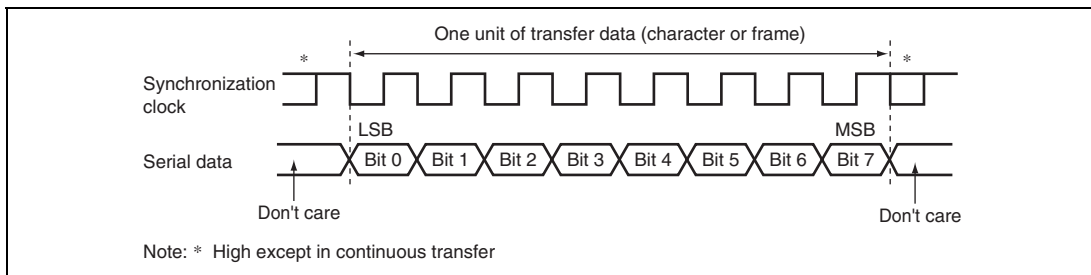 One unit of transfer data (character or frame)
* *
Synchronization
clock
LSB MSB
Serial data Bit 0 Bit 1 Bit 2 Bit 3 Bit 4 Bit 5 Bit 6 Bit 7
Don't care Don't care
Note: * High except in continuous transfer